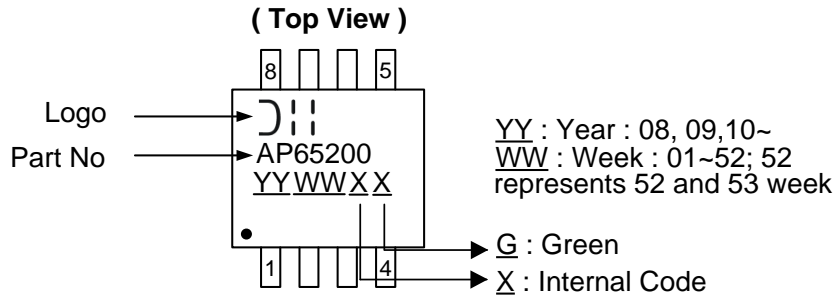 ( Top View )
8 5
Logo
Part No
AP65200
YY WW X X
1 4
YY : Year : 08, 09,10~
WW : Week : 01~52; 52
represents 52 and 53 week
G : Green
X : Internal Code